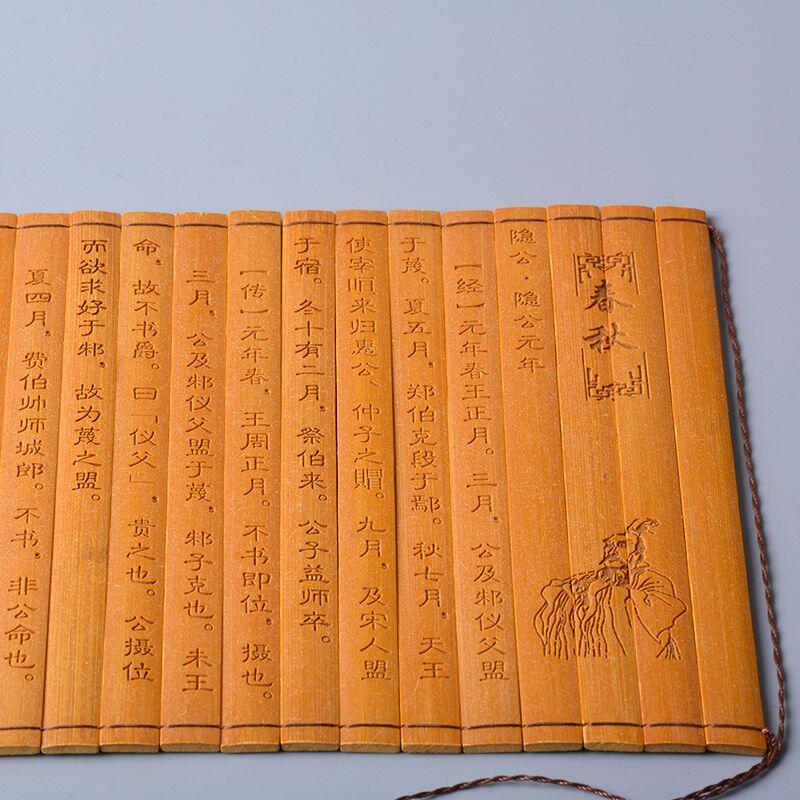 春秋
隐公·隐公元年
【经】元年春王正月。三月，公及邾仪父盟
于蔑。夏五月，郑伯克段于鄢。秋七月，天王
使宰咺来归惠公、仲子之賵。九月，及宋人盟
于宿。冬十有二月，祭伯来。公子益师卒。
【传】元年春，王周正月。不书即位，摄也。
三月，公及邾仪父盟于蔑，邾子克也。未王
命，故不书爵。曰「仪父」，贵之也。公摄位
而欲求好于邾，故为蔑之盟。
夏四月，费伯帅师城郎。不书，非公命也。